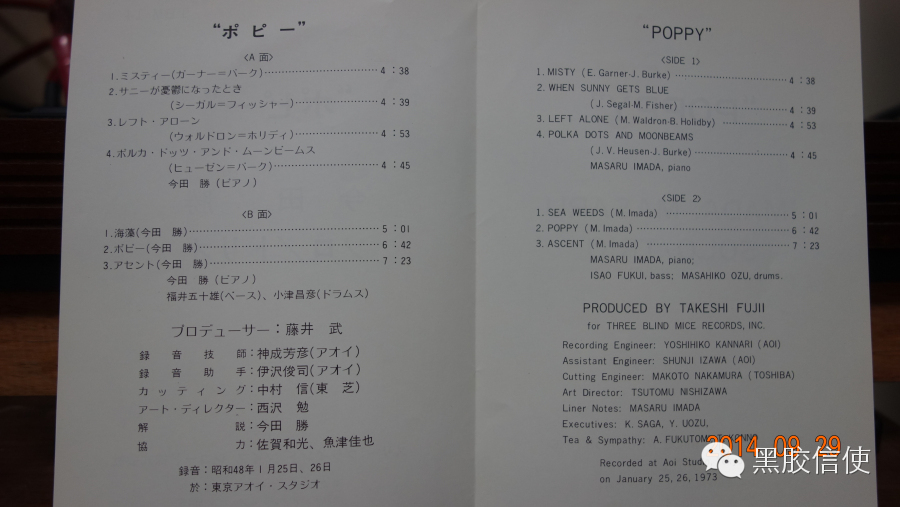 “ポピー”
〈A 面〉
1.ミスティー(ガーナー=バーク)…………………………4:38
2.サニーが憂鬱になったとき
(シーガル=フィッシャー)…………………4:39
3.レフト・アローン
(ウォルドロン=ホリディ)…………………4:53
4.ポルカ・ドッツ・アンド・ムーンビームス
(ヒューゼン=バーク)………………………4:45
今田 勝(ピアノ)
〈B 面〉
1.海藻(今田 勝)…………………………………………5:01
2.ポピー(今田 勝)………………………………………6:42
3.アセント(今田 勝)……………………………………7:23
今田 勝(ピアノ)
福井五十雄(ベース)、小津昌彦(ドラムス)
プロデューサー:藤井 武
録音技師:神成芳彦(アオイ)
録音助手:伊沢俊司(アオイ)
カッティング:中村 信(東 芝)
アート・ディレクター:西沢 勉
解説:今田 勝
協力:佐賀和光、魚津佳也
録音:昭和48年1月25日、26日
於:東京アオイ・スタジオ
“POPPY”
〈SIDE 1〉
1. MISTY (E. Garner-J. Burke) …………………………4:38
2. WHEN SUNNY GETS BLUE
(J. Segal-M. Fisher) …………………………4:39
3. LEFT ALONE (M. Waldron-B. Holidby) ………………4:53
4. POLKA DOTS AND MOONBEAMS
(J. V. Heusen-J. Burke) ………………………4:45
MASARU IMADA, piano
〈SIDE 2〉
1. SEA WEEDS (M. Imada) ……………………………5:01
2. POPPY (M. Imada) …………………………………6:42
3. ASCENT (M. Imada) ………………………………7:23
MASARU IMADA, piano;
ISAO FUKUI, bass; MASAHIKO OZU, drums.
PRODUCED BY TAKESHI FUJII
for THREE BLIND MICE RECORDS, INC.
Recording Engineer: YOSHIHIKO KANNARI (AOI)
Assistant Engineer: SHUNJI IZAWA (AOI)
Cutting Engineer: MAKOTO NAKAMURA (TOSHIBA)
Art Director: TSUTOMU NISHIZAWA
Liner Notes: MASARU IMADA
Executives: K. SAGA, Y. UOZU,
Tea & Sympathy: A. FUKUTOM
2014.09.29
Recorded at Aoi
on January 25, 26, 1973
黑胶信使